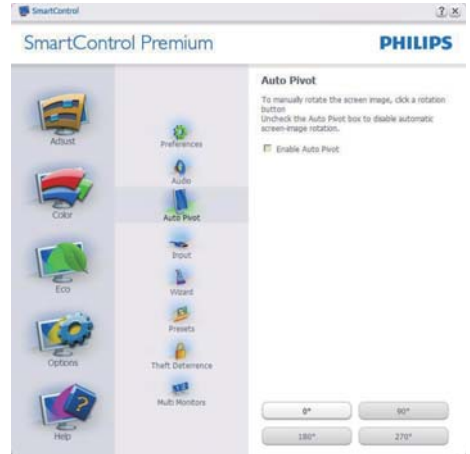 SmartControl
? x
SmartControl Premium
PHILIPS
Adjust
Color
Eco
Options
Help
Preferences
Audio
Auto Pivot
Input
Wizard
Presets
Theft Deterrence
Multi Monitors
Auto Pivot
To manually rotate the screen image, click a rotation
button
Uncheck the Auto Pivot box to disable automatic
screen-image rotation.
Enable Auto Pivot
0°
90°
180°
270°